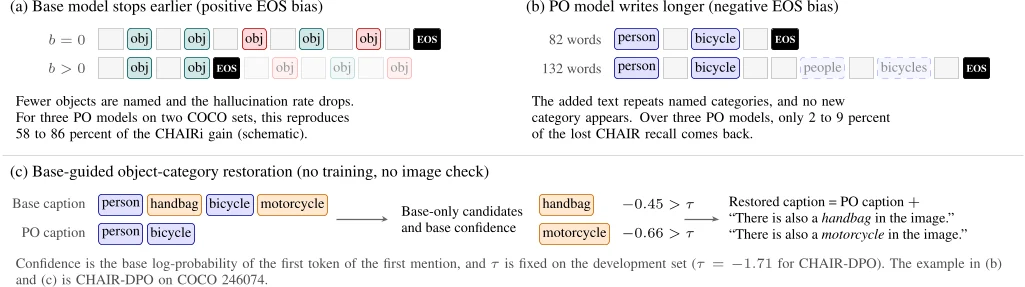 (a) Base model stops earlier (positive EOS bias)
b = 0 obj obj obj obj obj EOS
b > 0 obj obj EOS obj obj obj
Fewer objects are named and the hallucination rate drops.
For three PO models on two COCO sets, this reproduces
58 to 86 percent of the CHAIRi gain (schematic).
(b) PO model writes longer (negative EOS bias)
82 words person bicycle EOS
132 words person bicycle people bicycles EOS
The added text repeats named categories, and no new
category appears. Over three PO models, only 2 to 9 percent
of the lost CHAIR recall comes back.
(c) Base-guided object-category restoration (no training, no image check)
Base caption person handbag bicycle motorcycle
PO caption person bicycle
Base-only candidates
and base confidence
handbag −0.45 > τ
motorcycle −0.66 > τ
Restored caption = PO caption +
“There is also a handbag in the image.”
“There is also a motorcycle in the image.”
Confidence is the base log-probability of the first token of the first mention, and τ is fixed on the development set (τ = −1.71 for CHAIR-DPO). The example in (b)
and (c) is CHAIR-DPO on COCO 246074.